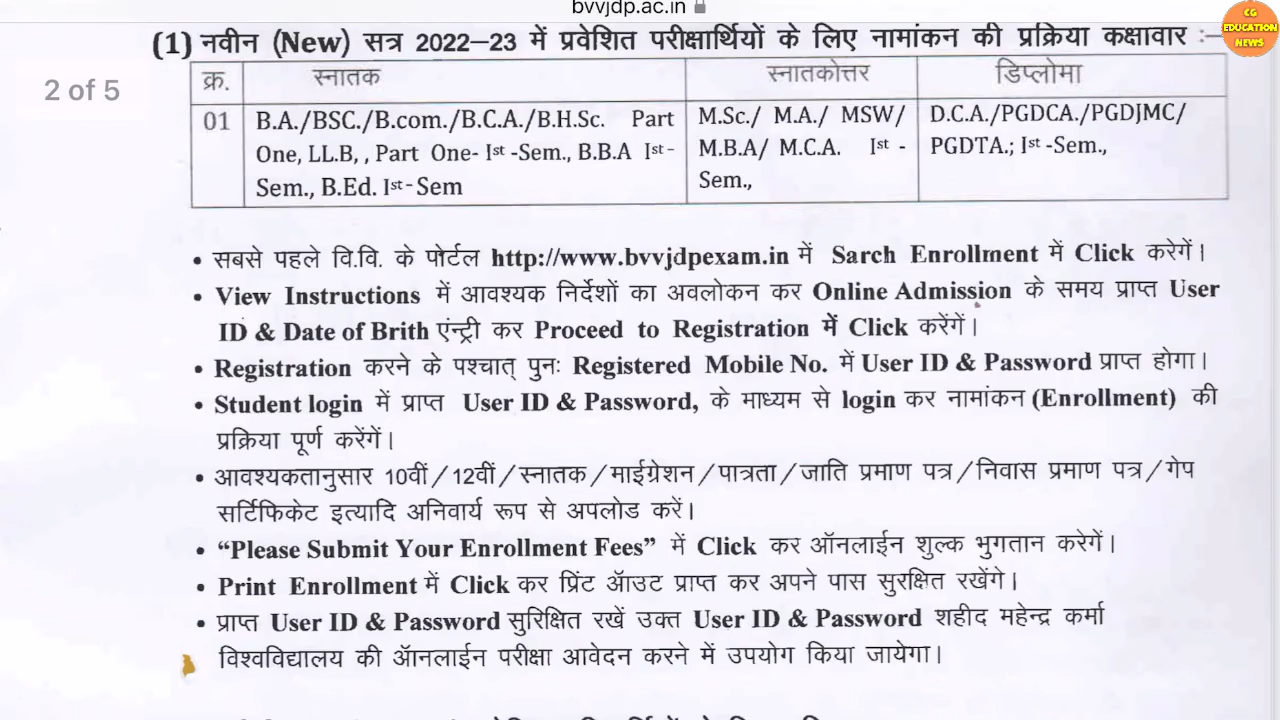 bvvjdp.ac.in
CG
EDUCATION
NEWS
(1) नवीन (New) सत्र 2022–23 में प्रवेशित परीक्षार्थियों के लिए नामांकन की प्रक्रिया कक्षावार :–
2 of 5
क्र. स्नातक स्नातकोत्तर डिप्लोमा
01 B.A./BSC./B.com./B.C.A./B.H.Sc. Part M.Sc./ M.A./ MSW/ D.C.A./PGDCA./PGDJMC/
One, LL.B, , Part One- Iˢᵗ -Sem., B.B.A Iˢᵗ- M.B.A/ M.C.A. Iˢᵗ - PGDTA.; Iˢᵗ -Sem.,
Sem., B.Ed. Iˢᵗ- Sem Sem.,
• सबसे पहले वि.वि. के पोर्टल http://www.bvvjdpexam.in में Sarch Enrollment में Click करेगें।
• View Instructions में आवश्यक निर्देशों का अवलोकन कर Online Admission के समय प्राप्त User
ID & Date of Brith एंन्ट्री कर Proceed to Registration में Click करेंगें।
• Registration करने के पश्चात् पुनः Registered Mobile No. में User ID & Password प्राप्त होगा।
• Student login में प्राप्त User ID & Password, के माध्यम से login कर नामांकन (Enrollment) की
प्रक्रिया पूर्ण करेंगें।
• आवश्यकतानुसार 10वीं/12वीं/स्नातक/माईग्रेशन/पात्रता/जाति प्रमाण पत्र/निवास प्रमाण पत्र/गेप
सर्टिफिकेट इत्यादि अनिवार्य रूप से अपलोड करें।
• “Please Submit Your Enrollment Fees” में Click कर ऑनलाईन शुल्क भुगतान करेगें।
• Print Enrollment में Click कर प्रिंट ऑउट प्राप्त कर अपने पास सुरक्षित रखेंगे।
• प्राप्त User ID & Password सुरिक्षित रखें उक्त User ID & Password शहीद महेन्द्र कर्मा
विश्वविद्यालय की ऑनलाईन परीक्षा आवेदन करने में उपयोग किया जायेगा।